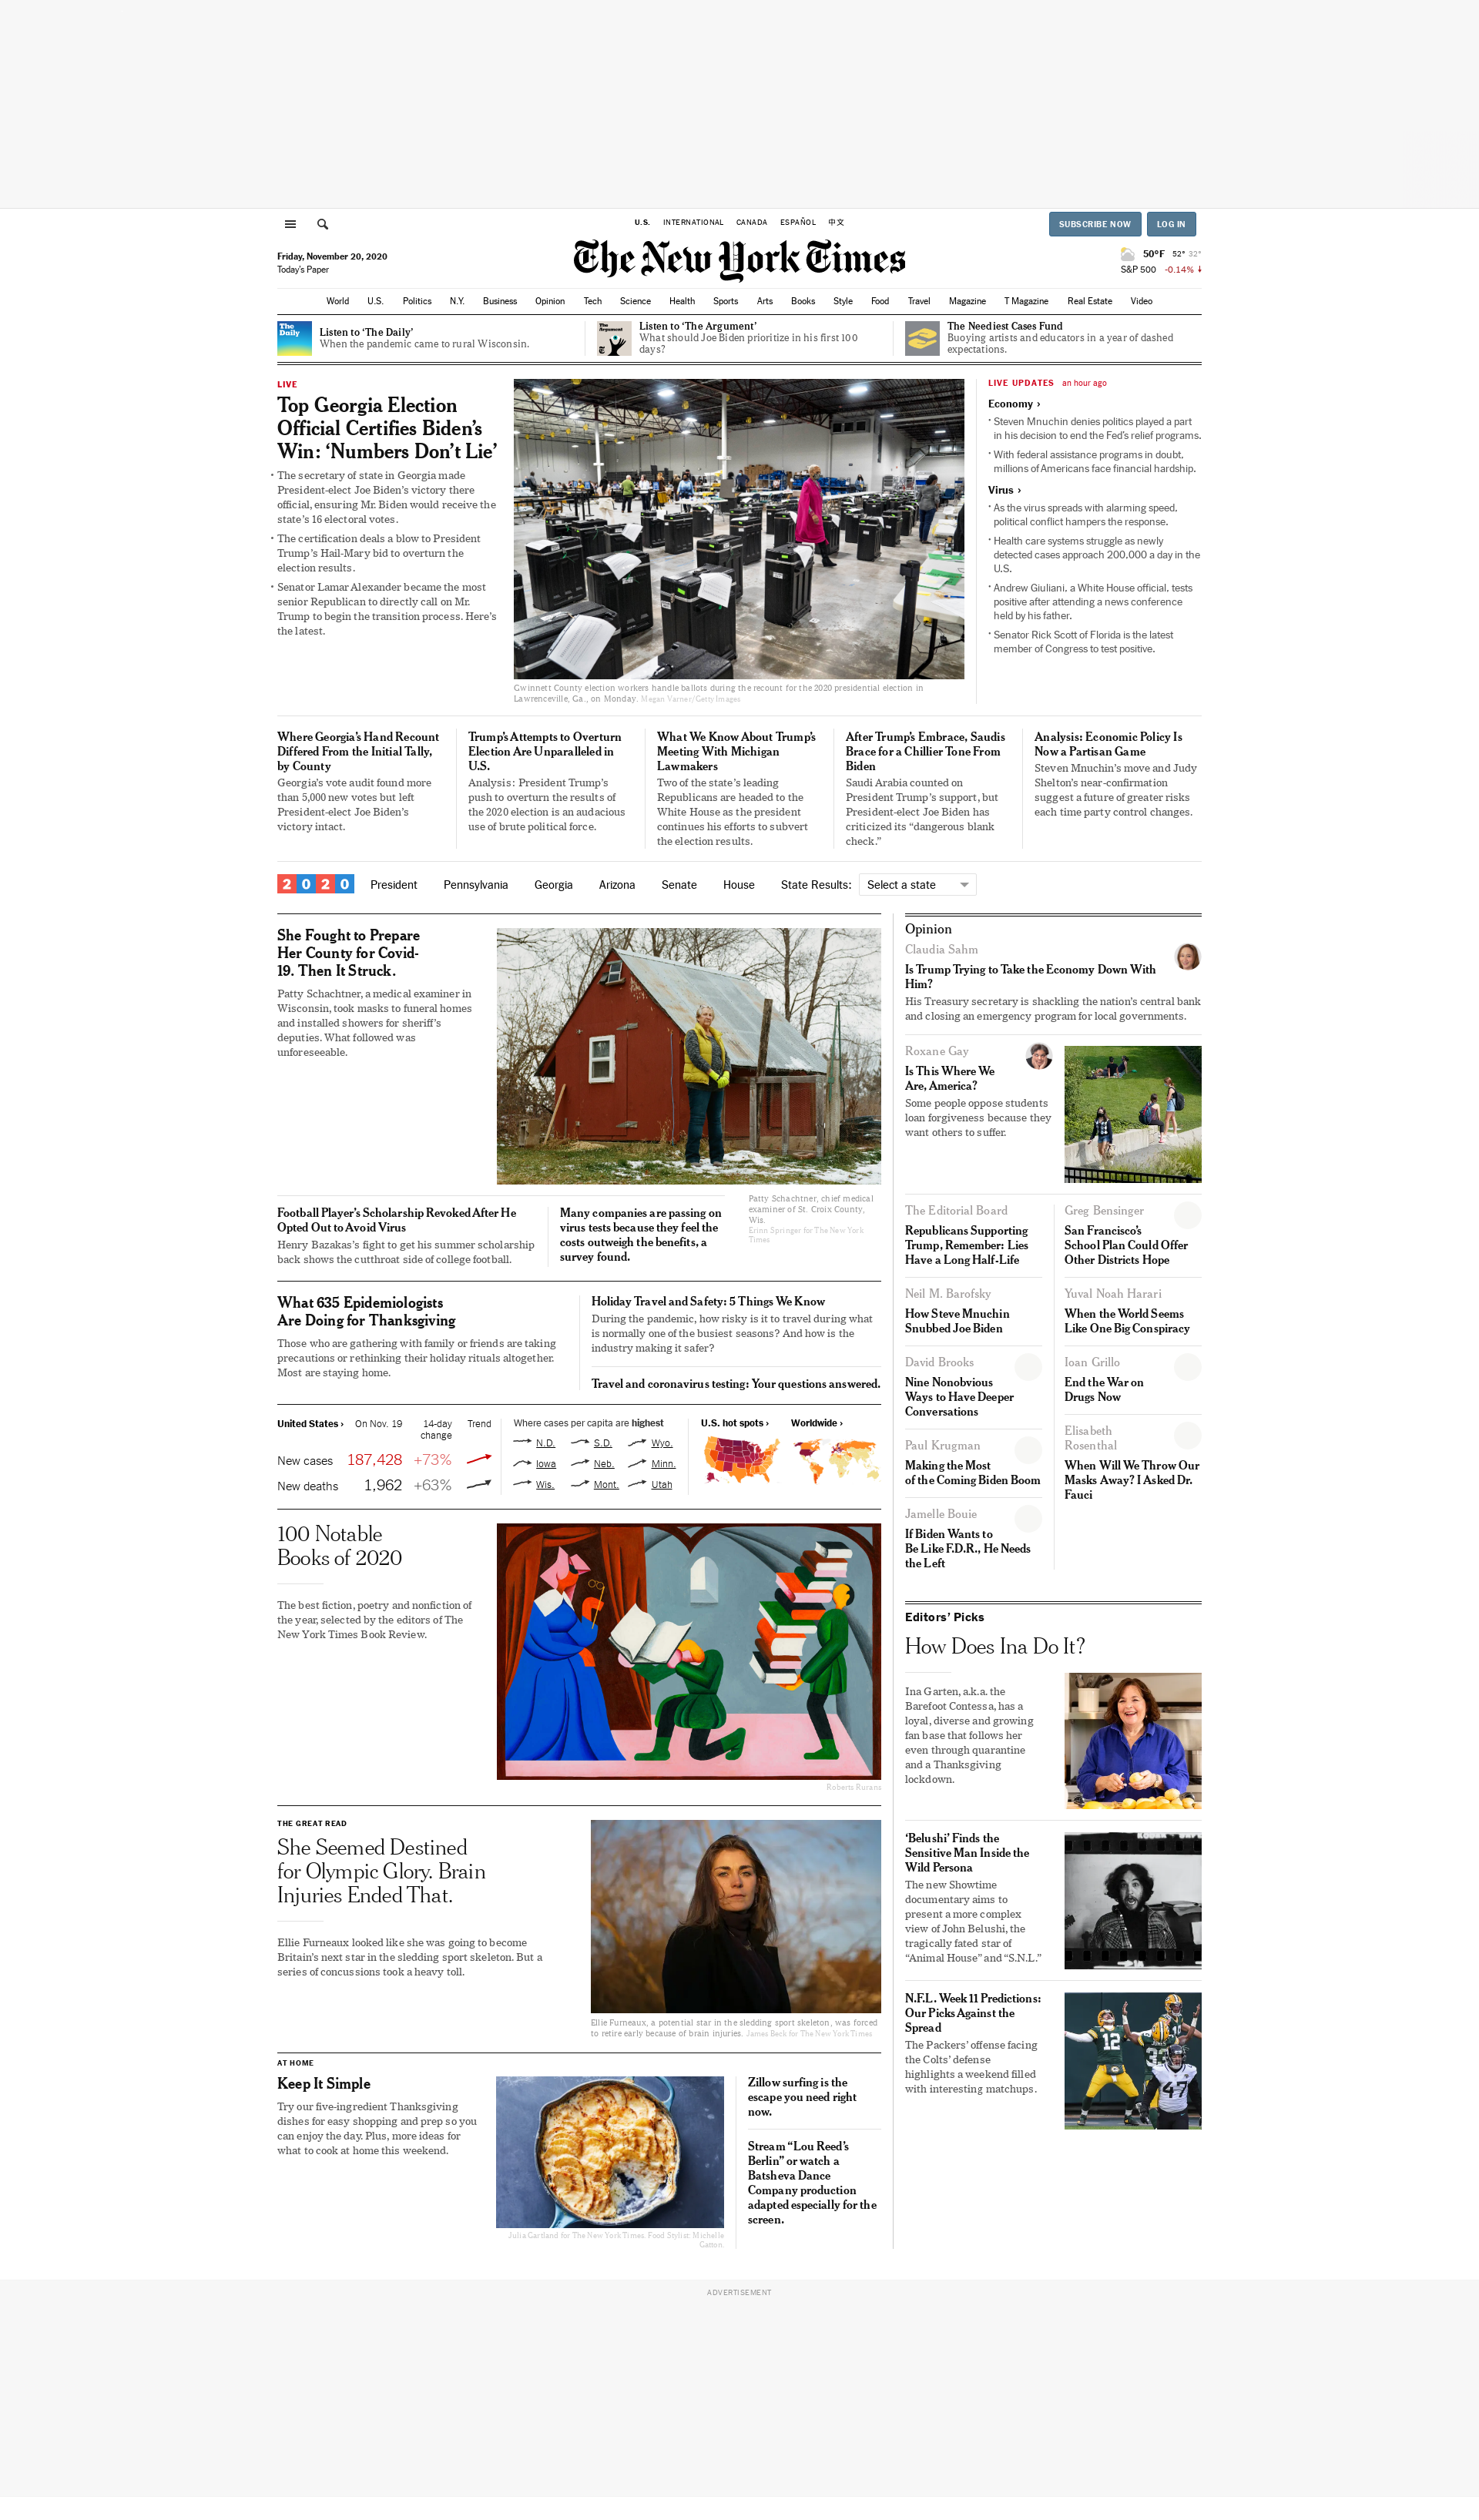 U.S.
INTERNATIONAL
CANADA
ESPAÑOL
中文
SUBSCRIBE NOW
LOG IN
Friday, November 20, 2020
Today's Paper
The New York Times
50°F 52° 32°
S&P 500 -0.14%
World U.S. Politics N.Y. Business Opinion Tech Science Health Sports Arts Books Style Food Travel Magazine T Magazine Real Estate Video
The
Daily
Listen to ‘The Daily’
When the pandemic came to rural Wisconsin.
The
Argument
Listen to ‘The Argument’
What should Joe Biden prioritize in his first 100
days?
The Neediest Cases Fund
Buoying artists and educators in a year of dashed
expectations.
LIVE
Top Georgia Election
Official Certifies Biden’s
Win: ‘Numbers Don’t Lie’
• The secretary of state in Georgia made
President-elect Joe Biden’s victory there
official, ensuring Mr. Biden would receive the
state’s 16 electoral votes.
• The certification deals a blow to President
Trump’s Hail-Mary bid to overturn the
election results.
• Senator Lamar Alexander became the most
senior Republican to directly call on Mr.
Trump to begin the transition process. Here’s
the latest.
Gwinnett County election workers handle ballots during the recount for the 2020 presidential election in
Lawrenceville, Ga., on Monday. Megan Varner/Getty Images
LIVE UPDATES an hour ago
Economy ›
• Steven Mnuchin denies politics played a part
in his decision to end the Fed’s relief programs.
• With federal assistance programs in doubt,
millions of Americans face financial hardship.
Virus ›
• As the virus spreads with alarming speed,
political conflict hampers the response.
• Health care systems struggle as newly
detected cases approach 200,000 a day in the
U.S.
• Andrew Giuliani, a White House official, tests
positive after attending a news conference
held by his father.
• Senator Rick Scott of Florida is the latest
member of Congress to test positive.
Where Georgia’s Hand Recount
Differed From the Initial Tally,
by County
Georgia’s vote audit found more
than 5,000 new votes but left
President-elect Joe Biden’s
victory intact.
Trump’s Attempts to Overturn
Election Are Unparalleled in
U.S.
Analysis: President Trump’s
push to overturn the results of
the 2020 election is an audacious
use of brute political force.
What We Know About Trump’s
Meeting With Michigan
Lawmakers
Two of the state’s leading
Republicans are headed to the
White House as the president
continues his efforts to subvert
the election results.
After Trump’s Embrace, Saudis
Brace for a Chillier Tone From
Biden
Saudi Arabia counted on
President Trump’s support, but
President-elect Joe Biden has
criticized its “dangerous blank
check.”
Analysis: Economic Policy Is
Now a Partisan Game
Steven Mnuchin’s move and Judy
Shelton’s near-confirmation
suggest a future of greater risks
each time party control changes.
2020
President Pennsylvania Georgia Arizona Senate House State Results: Select a state
She Fought to Prepare
Her County for Covid-
19. Then It Struck.
Patty Schachtner, a medical examiner in
Wisconsin, took masks to funeral homes
and installed showers for sheriff’s
deputies. What followed was
unforeseeable.
Patty Schachtner, chief medical
examiner of St. Croix County,
Wis.
Erinn Springer for The New York
Times
Football Player’s Scholarship Revoked After He
Opted Out to Avoid Virus
Henry Bazakas’s fight to get his summer scholarship
back shows the cutthroat side of college football.
Many companies are passing on
virus tests because they feel the
costs outweigh the benefits, a
survey found.
What 635 Epidemiologists
Are Doing for Thanksgiving
Those who are gathering with family or friends are taking
precautions or rethinking their holiday rituals altogether.
Most are staying home.
Holiday Travel and Safety: 5 Things We Know
During the pandemic, how risky is it to travel during what
is normally one of the busiest seasons? And how is the
industry making it safer?
Travel and coronavirus testing: Your questions answered.
United States › On Nov. 19 14-day
change Trend
New cases 187,428 +73%
New deaths 1,962 +63%
Where cases per capita are highest
N.D. S.D. Wyo.
Iowa Neb. Minn.
Wis. Mont. Utah
U.S. hot spots ›
Worldwide ›
100 Notable
Books of 2020
The best fiction, poetry and nonfiction of
the year, selected by the editors of The
New York Times Book Review.
Roberts Rurans
THE GREAT READ
She Seemed Destined
for Olympic Glory. Brain
Injuries Ended That.
Ellie Furneaux looked like she was going to become
Britain’s next star in the sledding sport skeleton. But a
series of concussions took a heavy toll.
Ellie Furneaux, a potential star in the sledding sport skeleton, was forced
to retire early because of brain injuries. James Beck for The New York Times
AT HOME
Keep It Simple
Try our five-ingredient Thanksgiving
dishes for easy shopping and prep so you
can enjoy the day. Plus, more ideas for
what to cook at home this weekend.
Julia Gartland for The New York Times. Food Stylist: Michelle
Gatton.
Zillow surfing is the
escape you need right
now.
Stream “Lou Reed’s
Berlin” or watch a
Batsheva Dance
Company production
adapted especially for the
screen.
Opinion
Claudia Sahm
Is Trump Trying to Take the Economy Down With
Him?
His Treasury secretary is shackling the nation’s central bank
and closing an emergency program for local governments.
Roxane Gay
Is This Where We
Are, America?
Some people oppose students
loan forgiveness because they
want others to suffer.
The Editorial Board
Republicans Supporting
Trump, Remember: Lies
Have a Long Half-Life
Neil M. Barofsky
How Steve Mnuchin
Snubbed Joe Biden
David Brooks
Nine Nonobvious
Ways to Have Deeper
Conversations
Paul Krugman
Making the Most
of the Coming Biden Boom
Jamelle Bouie
If Biden Wants to
Be Like F.D.R., He Needs
the Left
Greg Bensinger
San Francisco’s
School Plan Could Offer
Other Districts Hope
Yuval Noah Harari
When the World Seems
Like One Big Conspiracy
Ioan Grillo
End the War on
Drugs Now
Elisabeth
Rosenthal
When Will We Throw Our
Masks Away? I Asked Dr.
Fauci
Editors’ Picks
How Does Ina Do It?
Ina Garten, a.k.a. the
Barefoot Contessa, has a
loyal, diverse and growing
fan base that follows her
even through quarantine
and a Thanksgiving
lockdown.
‘Belushi’ Finds the
Sensitive Man Inside the
Wild Persona
The new Showtime
documentary aims to
present a more complex
view of John Belushi, the
tragically fated star of
“Animal House” and “S.N.L.”
N.F.L. Week 11 Predictions:
Our Picks Against the
Spread
The Packers’ offense facing
the Colts’ defense
highlights a weekend filled
with interesting matchups.
12
47
ADVERTISEMENT